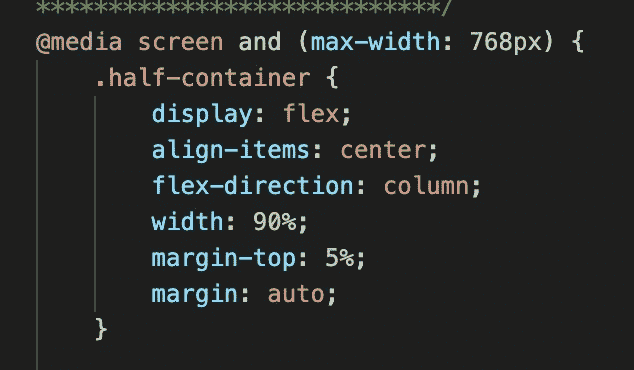 ****************************/
@media screen and (max-width: 768px) {
.half-container {
display: flex;
align-items: center;
flex-direction: column;
width: 90%;
margin-top: 5%;
margin: auto;
}